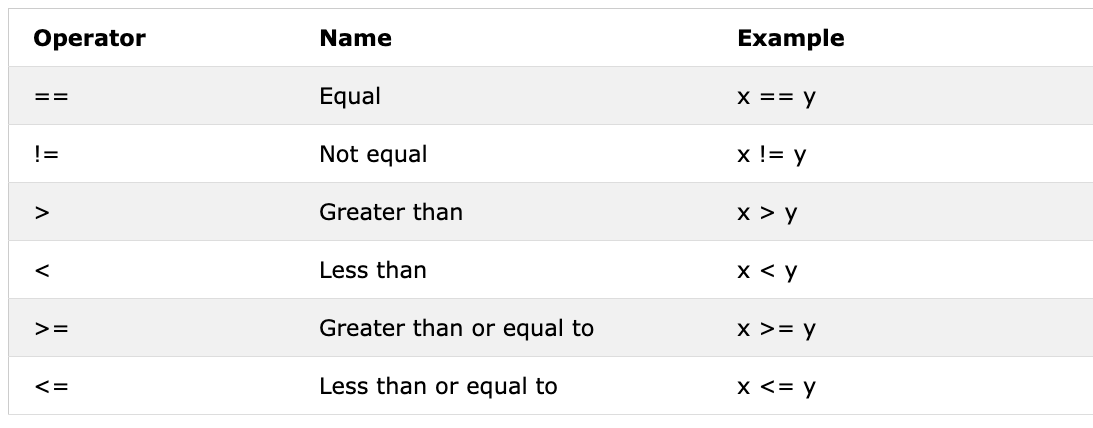 Operator Name Example
== Equal x == y
!= Not equal x != y
> Greater than x > y
< Less than x < y
>= Greater than or equal to x >= y
<= Less than or equal to x <= y